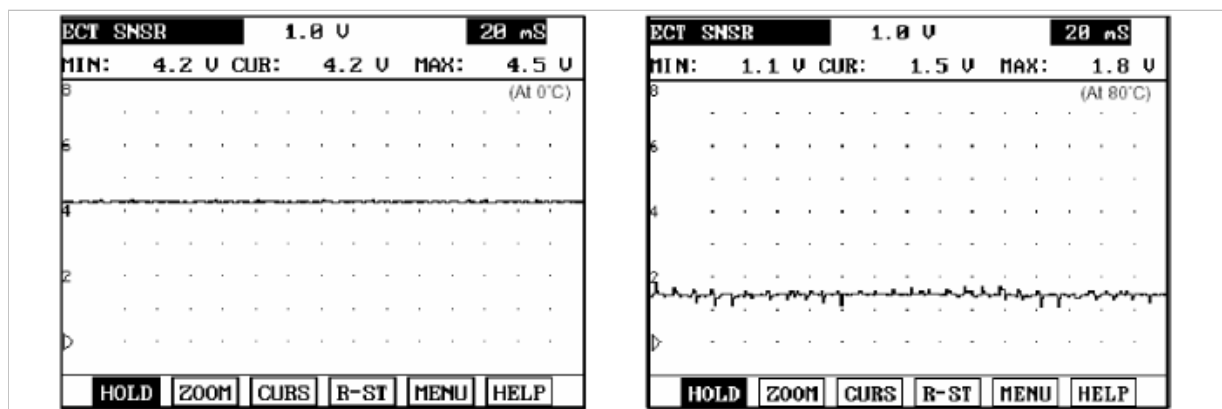 ECT SNSR 1.0 V 20 mS
MIN: 4.2 V CUR: 4.2 V MAX: 4.5 V
8 (At 0°C)
6
4
2
HOLD ZOOM CURS R-ST MENU HELP
ECT SNSR 1.0 V 20 mS
MIN: 1.1 V CUR: 1.5 V MAX: 1.8 V
8 (At 80°C)
6
4
2
HOLD ZOOM CURS R-ST MENU HELP